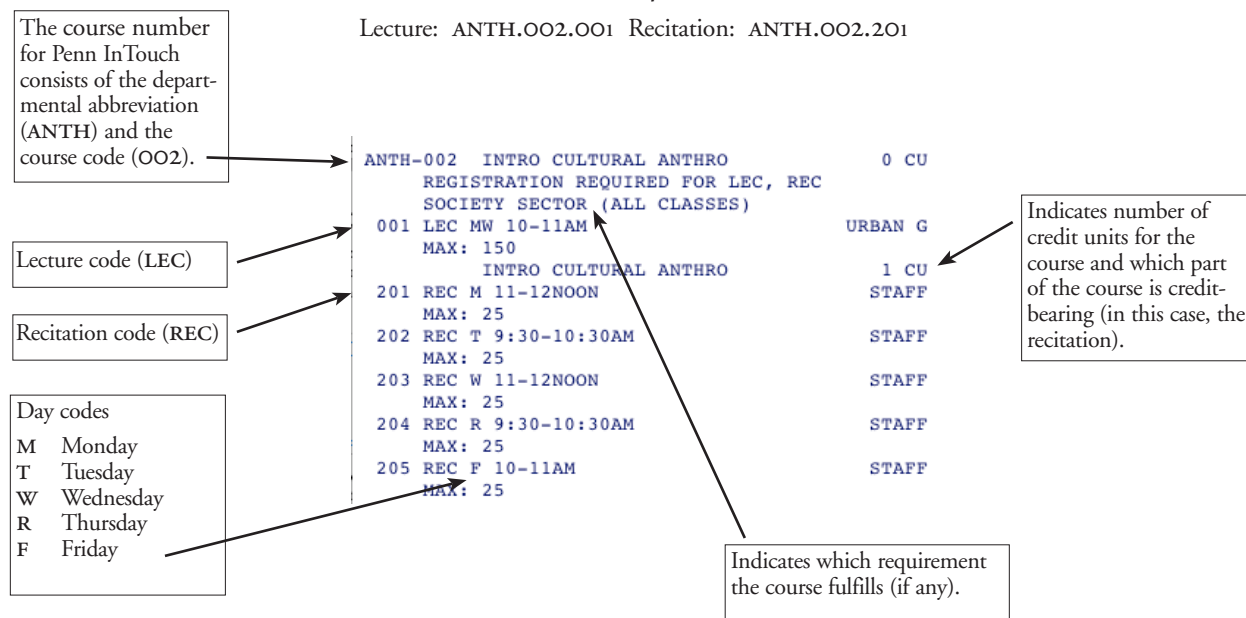 Lecture: ANTH.002.001 Recitation: ANTH.002.201
The course number
for Penn InTouch
consists of the depart-
mental abbreviation
(ANTH) and the
course code (002).
Lecture code (LEC)
Recitation code (REC)
Day codes
M Monday
T Tuesday
W Wednesday
R Thursday
F Friday
ANTH-002 INTRO CULTURAL ANTHRO 0 CU
REGISTRATION REQUIRED FOR LEC, REC
SOCIETY SECTOR (ALL CLASSES)
001 LEC MW 10-11AM URBAN G
MAX: 150
INTRO CULTURAL ANTHRO 1 CU
201 REC M 11-12NOON STAFF
MAX: 25
202 REC T 9:30-10:30AM STAFF
MAX: 25
203 REC W 11-12NOON STAFF
MAX: 25
204 REC R 9:30-10:30AM STAFF
MAX: 25
205 REC F 10-11AM STAFF
MAX: 25
Indicates number of
credit units for the
course and which part
of the course is credit-
bearing (in this case, the
recitation).
Indicates which requirement
the course fulfills (if any).